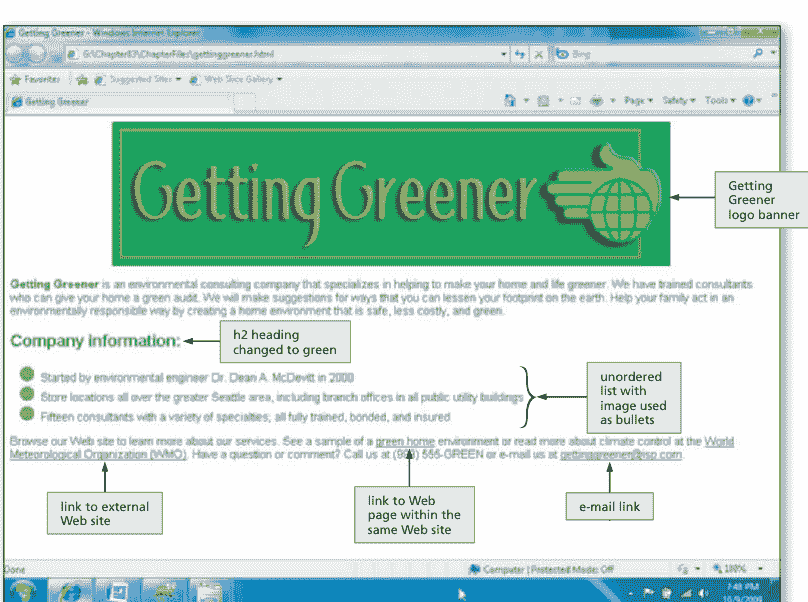 Getting Greener - Windows Internet Explorer
G:\Chapter03\ChapterFiles\gettinggreener.html
Bing
Favorites
Suggested Sites
Web Slice Gallery
Getting Greener
Page
Safety
Tools
Getting Greener
Getting
Greener
logo banner
Getting Greener is an environmental consulting company that specializes in helping to make your home and life greener. We have trained consultants
who can give your home a green audit. We will make suggestions for ways that you can lessen your footprint on the earth. Help your family act in an
environmentally responsible way by creating a home environment that is safe, less costly, and green.
Company information:
h2 heading
changed to green
Started by environmental engineer Dr. Dean A. McDevitt in 2000
Store locations all over the greater Seattle area, including branch offices in all public utility buildings
Fifteen consultants with a variety of specialties; all fully trained, bonded, and insured
unordered
list with
image used
as bullets
Browse our Web site to learn more about our services. See a sample of a green home environment or read more about climate control at the World
Meteorological Organization (WMO). Have a question or comment? Call us at 555-GREEN or e-mail us at gettinggreener@isp.com.
link to external
Web site
link to Web
page within the
same Web site
e-mail link
Done
Computer | Protected Mode: Off
100%
7:48 PM
10/9/2009